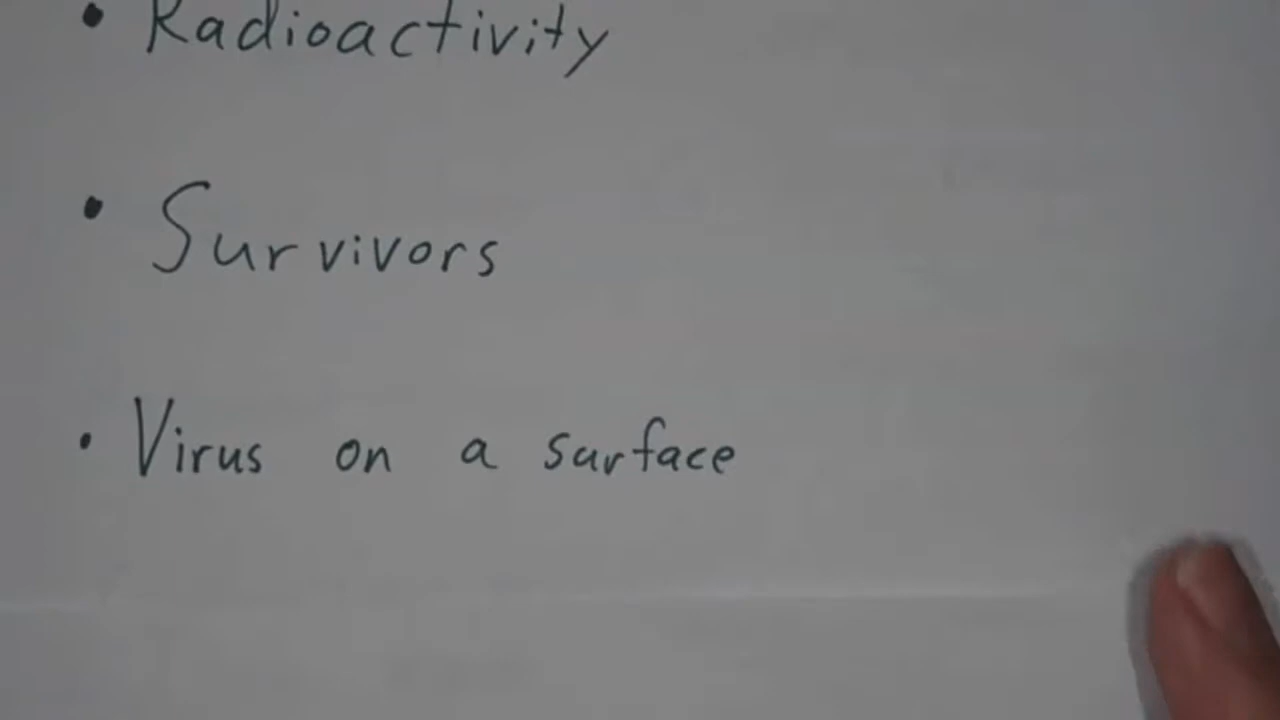 • Radioactivity
• Survivors
• Virus on a surface